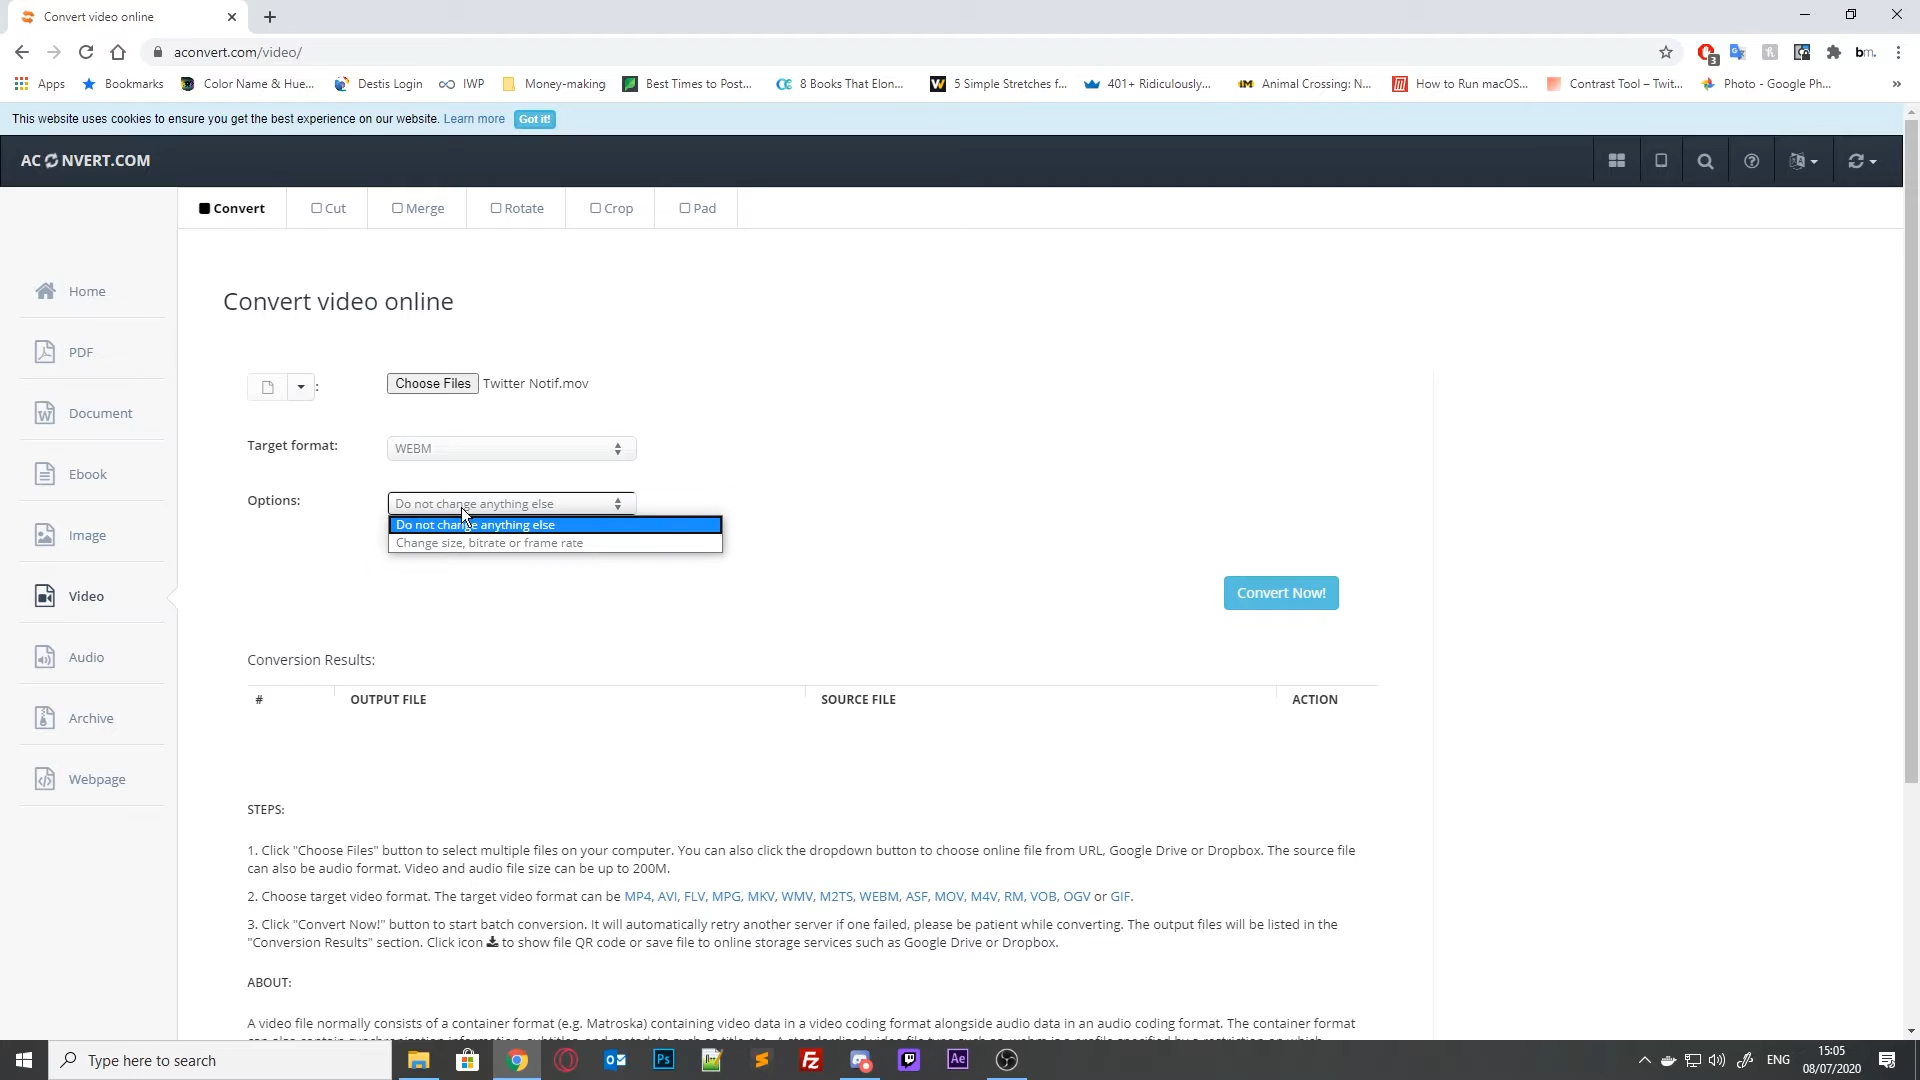 Convert video online
aconvert.com/video/
3
bm.
Apps
Bookmarks
Color Name & Hue...
Destis Login
IWP
Money-making
Best Times to Post...
8 Books That Elon...
5 Simple Stretches f...
401+ Ridiculously...
Animal Crossing: N...
How to Run macOS...
Contrast Tool – Twit...
Photo - Google Ph...
»
This website uses cookies to ensure you get the best experience on our website. Learn more Got it!
AC NVERT.COM
Convert
Cut
Merge
Rotate
Crop
Pad
Home
PDF
Document
Ebook
Image
Video
Audio
Archive
Webpage
Convert video online
: Choose Files Twitter Notif.mov
Target format: WEBM
Options: Do not change anything else
Do not change anything else
Change size, bitrate or frame rate
Convert Now!
Conversion Results:
# OUTPUT FILE SOURCE FILE ACTION
STEPS:
1. Click "Choose Files" button to select multiple files on your computer. You can also click the dropdown button to choose online file from URL, Google Drive or Dropbox. The source file
can also be audio format. Video and audio file size can be up to 200M.
2. Choose target video format. The target video format can be MP4, AVI, FLV, MPG, MKV, WMV, M2TS, WEBM, ASF, MOV, M4V, RM, VOB, OGV or GIF.
3. Click "Convert Now!" button to start batch conversion. It will automatically retry another server if one failed, please be patient while converting. The output files will be listed in the
"Conversion Results" section. Click icon to show file QR code or save file to online storage services such as Google Drive or Dropbox.
ABOUT:
A video file normally consists of a container format (e.g. Matroska) containing video data in a video coding format alongside audio data in an audio coding format. The container format
Type here to search
Ps
Fz
Ae
ENG
15:05
08/07/2020